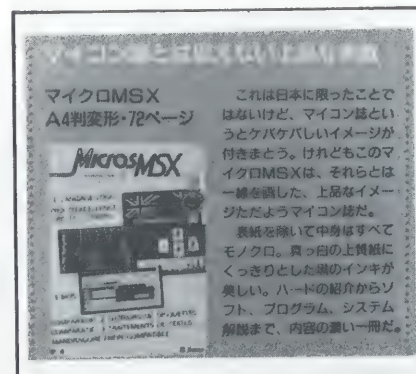 マイクロMSX
A4判変形・72ページ
これは日本に限ったことで
はないけど、マイコン誌とい
うとケバケバしいイメージが
付きまとう。けれどもこのマ
イクロMSXは、それらとは
一線を画した、上品なイメー
ジただようマイコン誌だ。
表紙を除いて中身はすべて
モノクロ。真っ白の上質紙に
くっきりとした黒のインキが
美しい。ハードの紹介からソ
フト、プログラム、システム
解説まで、内容の濃い一冊だ。
Micros MSX